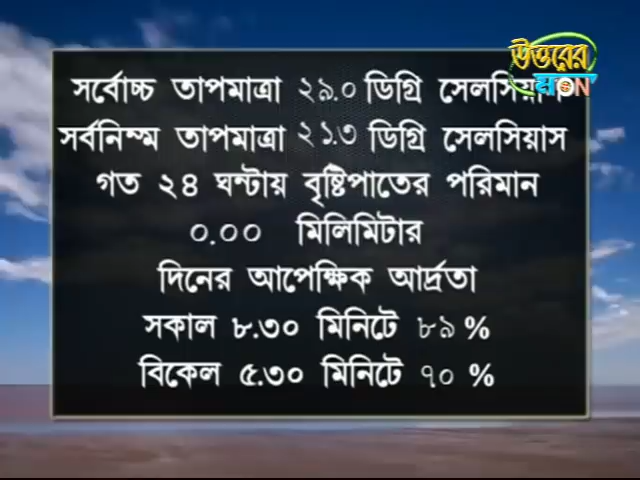 উত্তরের
মON
সর্বোচ্চ তাপমাত্রা ২৯.০ ডিগ্রি
সর্বনিম্ম তাপমাত্রা ২১.৩ ডিগ্রি সেলসিয়াস
গত ২৪ ঘন্টায় বৃষ্টিপাতের পরিমান
০.০০ মিলিমিটার
দিনের আপেক্ষিক আর্দ্রতা
সকাল ৮.৩০ মিনিটে ৮৯ %
বিকেল ৫.৩০ মিনিটে ৭০ %